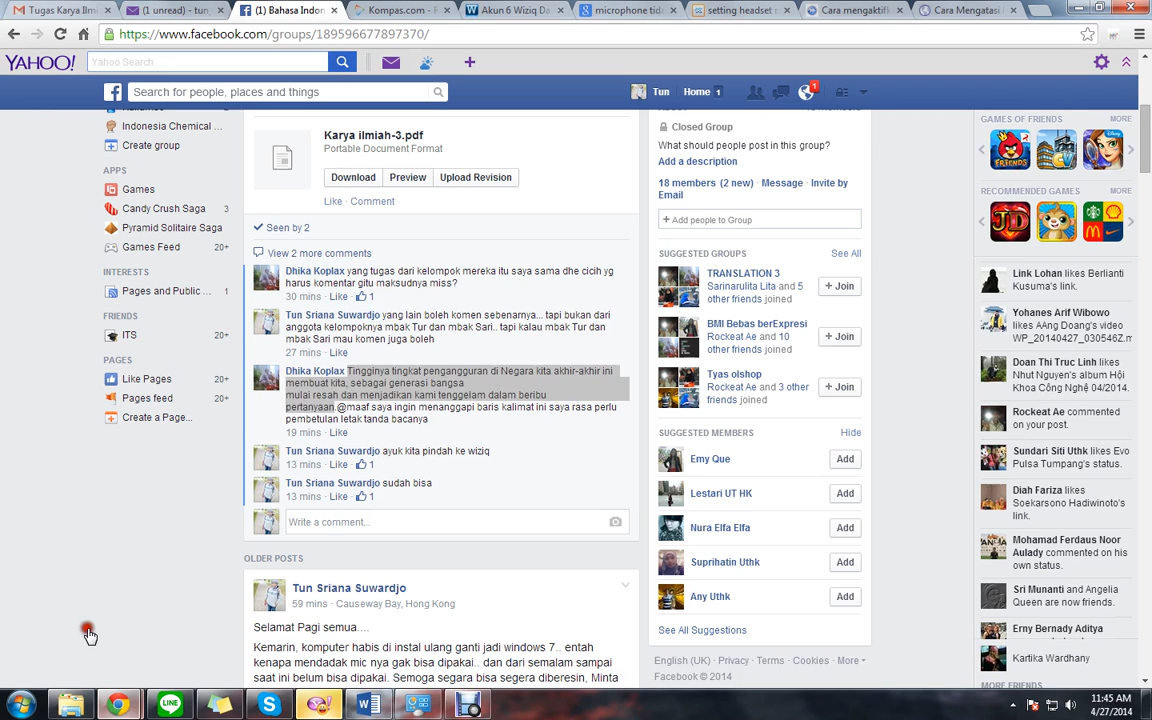 Tugas Karya Ilmi
(1 unread) - tun_
(1) Bahasa Indon
Kompas.com - R
Akun 6 Wiziq Da
microphone tida
setting headset
Cara mengaktifk
Cara Mengatasi
https://www.facebook.com/groups/189596677897370/
YAHOO!
Yahoo Search
Search for people, places and things
Tun
Home 1
1
Indonesia Chemical ...
Create group
APPS
Games
Candy Crush Saga 3
Pyramid Solitaire Saga
Games Feed 20+
INTERESTS
Pages and Public ... 1
FRIENDS
ITS 20+
PAGES
Like Pages 20+
Pages feed 20+
Create a Page...
Karya ilmiah-3.pdf
Portable Document Format
Download Preview Upload Revision
Like · Comment
Seen by 2
View 2 more comments
Dhika Koplax yang tugas dari kelompok mereka itu saya sama dhe cicih yg
harus komentar gitu maksudnya miss?
30 mins · Like · 1
Tun Sriana Suwardjo yang lain boleh komen sebenarnya... tapi bukan dari
anggota kelompoknya mbak Tur dan mbak Sari.. tapi kalau mbak Tur dan
mbak Sari mau komen juga boleh
27 mins · Like
Dhika Koplax Tingginya tingkat pengangguran di Negara kita akhir-akhir ini
membuat kita, sebagai generasi bangsa
mulai resah dan menjadikan kami tenggelam dalam beribu
pertanyaan.@maaf saya ingin menanggapi baris kalimat ini saya rasa perlu
pembetulan letak tanda bacanya
19 mins · Like
Tun Sriana Suwardjo ayuk kita pindah ke wiziq
13 mins · Like · 1
Tun Sriana Suwardjo sudah bisa
13 mins · Like · 1
Write a comment...
OLDER POSTS
Tun Sriana Suwardjo
59 mins · Causeway Bay, Hong Kong
Selamat Pagi semua....
Kemarin, komputer habis di instal ulang ganti jadi windows 7.. entah
kenapa mendadak mic nya gak bisa dipakai.. dan dari semalam sampai
saat ini belum bisa dipakai. Semoga segara bisa segera diberesin, Minta
Closed Group
What should people post in this group?
Add a description
18 members (2 new) · Message · Invite by
Email
+ Add people to Group
SUGGESTED GROUPS See All
TRANSLATION 3
Sarinarulita Lita and 5
other friends joined
+ Join
BMI Bebas berExpresi
Rockeat Ae and 10
other friends joined
+ Join
Tyas olshop
Rockeat Ae and 3 other
friends joined
+ Join
SUGGESTED MEMBERS Hide
Emy Que Add
Lestari UT HK Add
Nura Elfa Elfa Add
Suprihatin Uthk Add
Any Uthk Add
See All Suggestions
English (UK) · Privacy · Terms · Cookies · More
Facebook © 2014
GAMES OF FRIENDS MORE
RECOMMENDED GAMES MORE
Link Lohan likes Berlianti
Kusuma's link.
Yohanes Arif Wibowo
likes AAng Doang's video
WP_20140427_030546Z.m
Doan Thi Truc Linh likes
Nhut Nguyen's album Hội
Khoa Công Nghệ 04/2014.
Rockeat Ae commented
on your post.
Sundari Siti Uthk likes Evo
Pulsa Tumpang's status.
Diah Fariza likes
Soekarsono Hadiwinoto's
link.
Mohamad Ferdaus Noor
Aulady commented on his
own status.
Sri Munanti and Angelia
Queen are now friends.
Erny Bernady Aditya
Kartika Wardhany
MORE FRIENDS
11:45 AM
4/27/2014